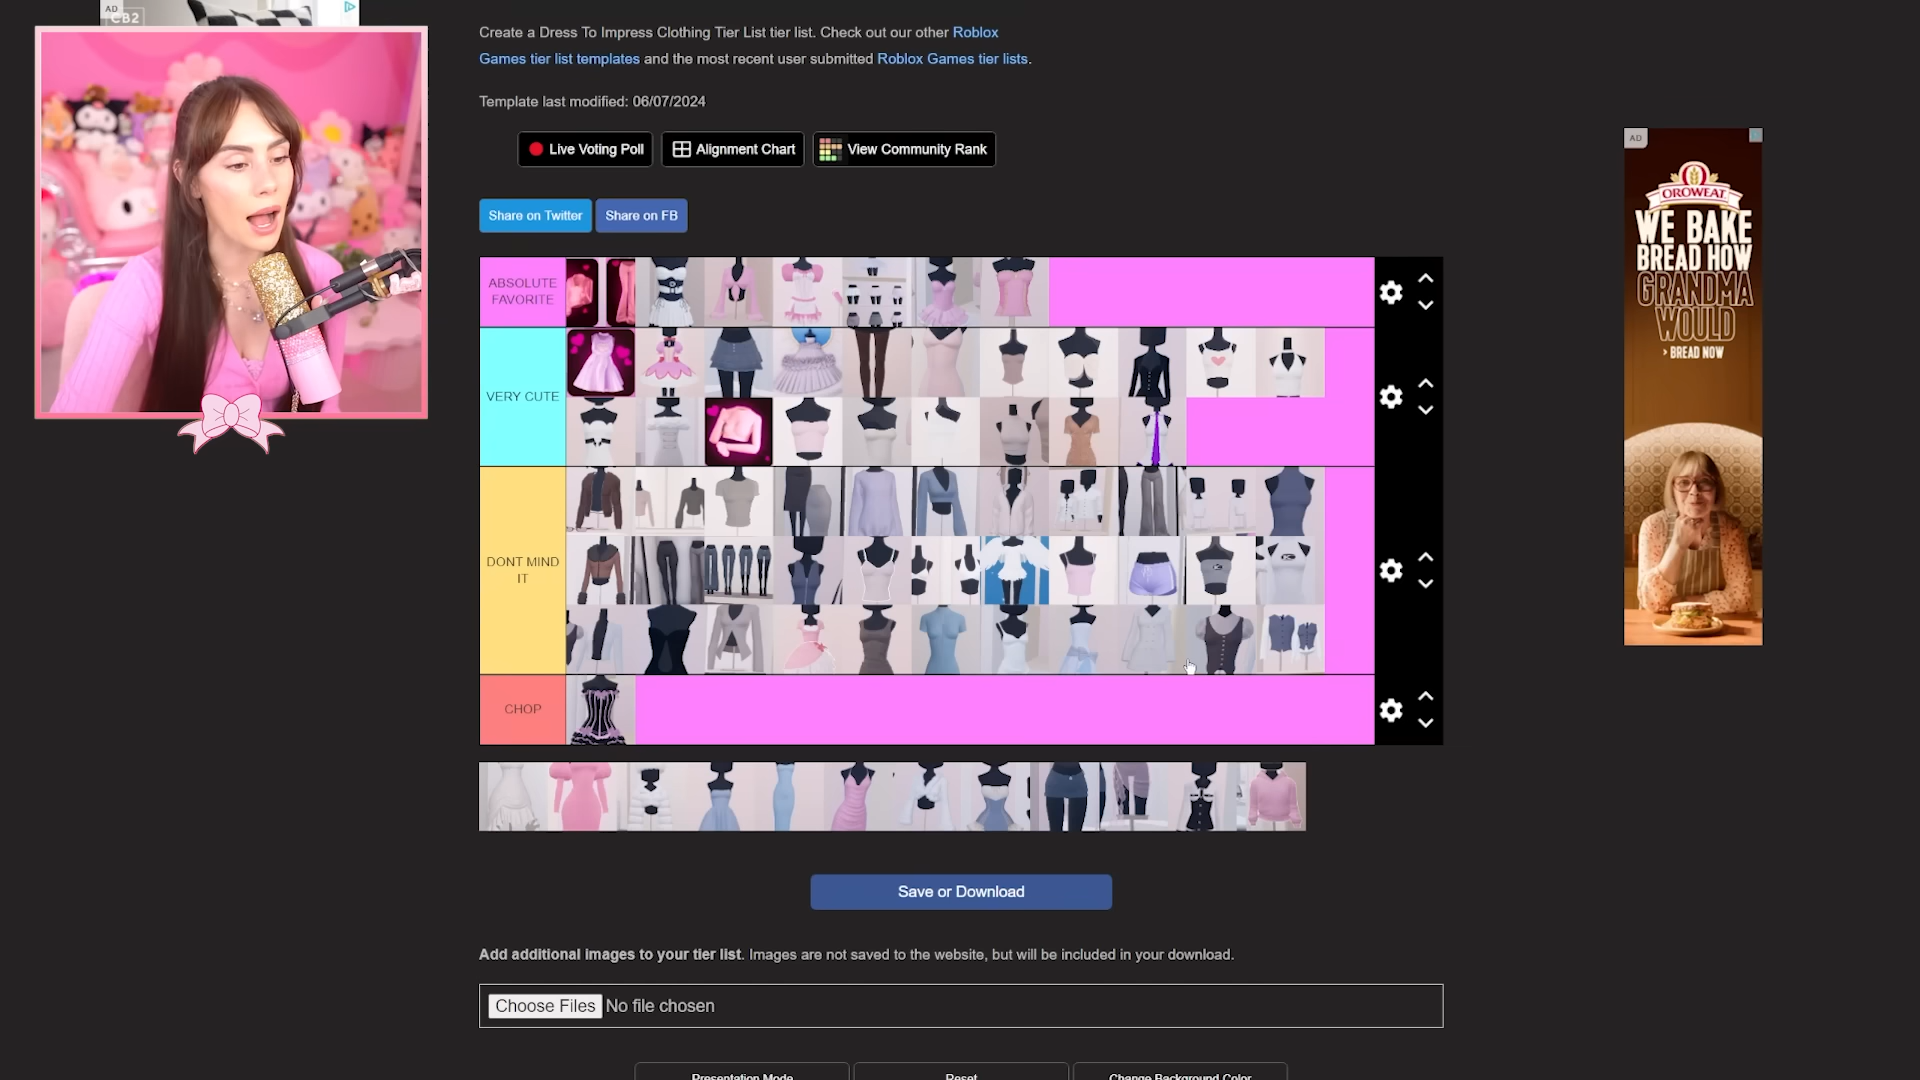 AD
CB2
Create a Dress To Impress Clothing Tier List tier list. Check out our other Roblox
Games tier list templates and the most recent user submitted Roblox Games tier lists.
Template last modified: 06/07/2024
Live Voting Poll
Alignment Chart
View Community Rank
Share on Twitter
Share on FB
ABSOLUTE
FAVORITE
VERY CUTE
DONT MIND
IT
CHOP
AD
OROWEAT
WE BAKE
BREAD HOW
GRANDMA
WOULD
> BREAD NOW
Save or Download
Add additional images to your tier list. Images are not saved to the website, but will be included in your download.
Choose Files No file chosen
Presentation Mode
Reset
Change Background Color